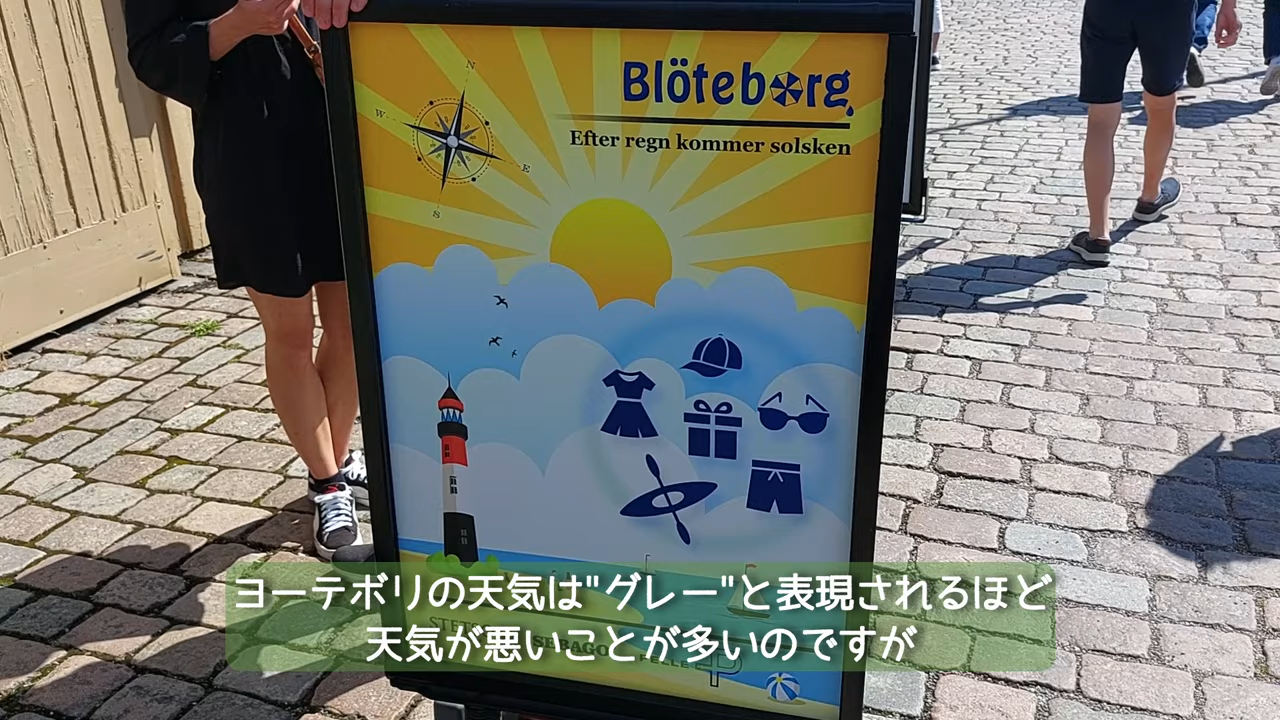 Blöteborg
Efter regn kommer solsken
N
W
E
S
ヨーテボリの天気は"グレー"と表現されるほど
天気が悪いことが多いのですが